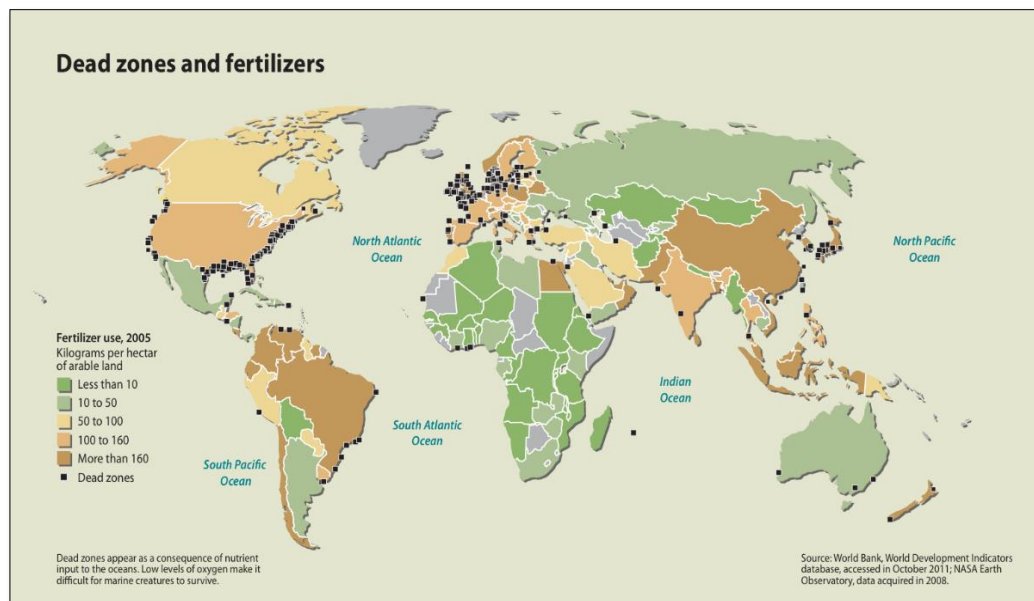 Dead zones and fertilizers
North Atlantic
Ocean
North Pacific
Ocean
Fertilizer use, 2005
Kilograms per hectar
of arable land
Less than 10
10 to 50
50 to 100
100 to 160
More than 160
Dead zones
Indian
Ocean
South Atlantic
Ocean
South Pacific
Ocean
Dead zones appear as a consequence of nutrient
input to the oceans. Low levels of oxygen make it
difficult for marine creatures to survive.
Source: World Bank, World Development Indicators
database, accessed in October 2011; NASA Earth
Observatory, data acquired in 2008.